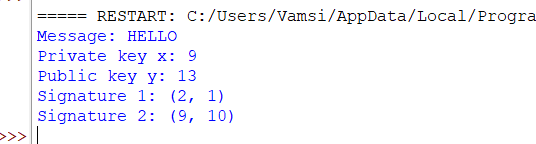 ===== RESTART: C:/Users/Vamsi/AppData/Local/Progra
Message: HELLO
Private key x: 9
Public key y: 13
Signature 1: (2, 1)
Signature 2: (9, 10)
>>>